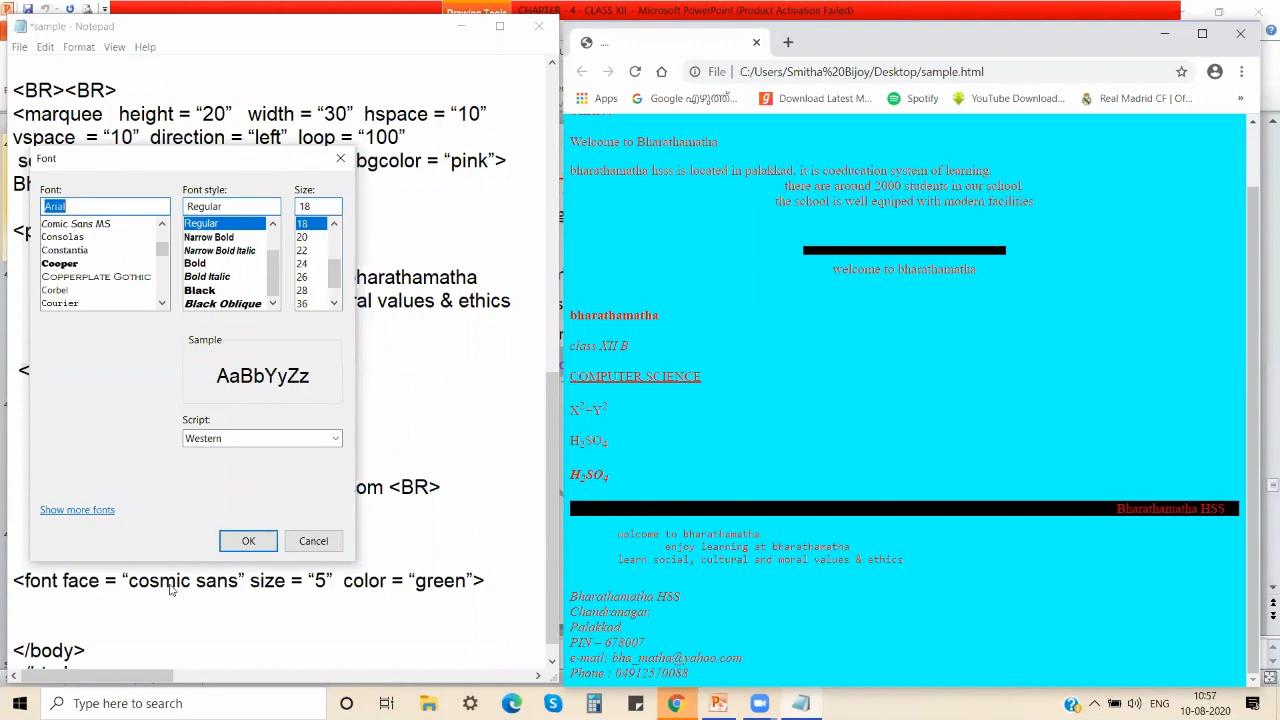 Drawing Tools
CHAPTER - 4 - CLASS XII - Microsoft PowerPoint (Product Activation Failed)
*sample - Notepad
File Edit Format View Help
<BR><BR>
<marquee height = “20” width = “30” hspace = “10”
vspace = “10” direction = “left” loop = “100”
bgcolor = “pink”>
harathamatha
al values & ethics
om <BR>
<font face = “cosmic sans” size = “5” color = “green”>
</body>
Font
Font:
Arial
Comic Sans MS
Consolas
Constantia
Cooper
COPPERPLATE GOTHIC
Corbel
Courier
Font style:
Regular
Regular
Narrow Bold
Narrow Bold Italic
Bold
Bold Italic
Black
Black Oblique
Size:
18
18
20
22
24
26
28
36
Sample
AaBbYyZz
Script:
Western
Show more fonts
OK
Cancel
....
File C:/Users/Smitha%20Bijoy/Desktop/sample.html
Apps Google എഴുത്ത്... Download Latest M... Spotify YouTube Download... Real Madrid CF | Of... »
Welcome to Bharathamatha
bharathamatha hsss is located in palakkad. it is coeducation system of learning.
there are around 2000 students in our school.
the school is well equiped with modern facilities
welcome to bharathamatha
bharathamatha
class XII B
COMPUTER SCIENCE
X2+Y2
H2SO4
H2SO4
Bharathamatha HSS
welcome to bharathamatha
enjoy learning at bharathamatha
learn social, cultural and moral values & ethics
Bharathamatha HSS
Chandranagar,
Palakkad
PIN – 678007
e-mail: bha_matha@yahoo.com
Phone : 04912570088
Type here to search
ENG
10:57
10-08-2020